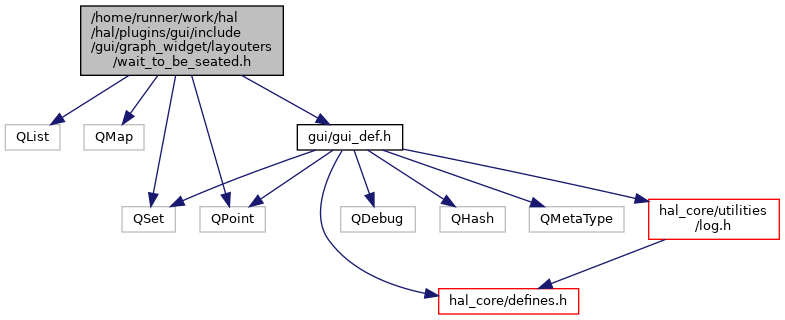 /home/runner/work/hal
/hal/plugins/gui/include
/gui/graph_widget/layouters
/wait_to_be_seated.h
QList
QMap
gui/gui_def.h
QSet
QPoint
QDebug
QHash
QMetaType
hal_core/utilities
/log.h
hal_core/defines.h